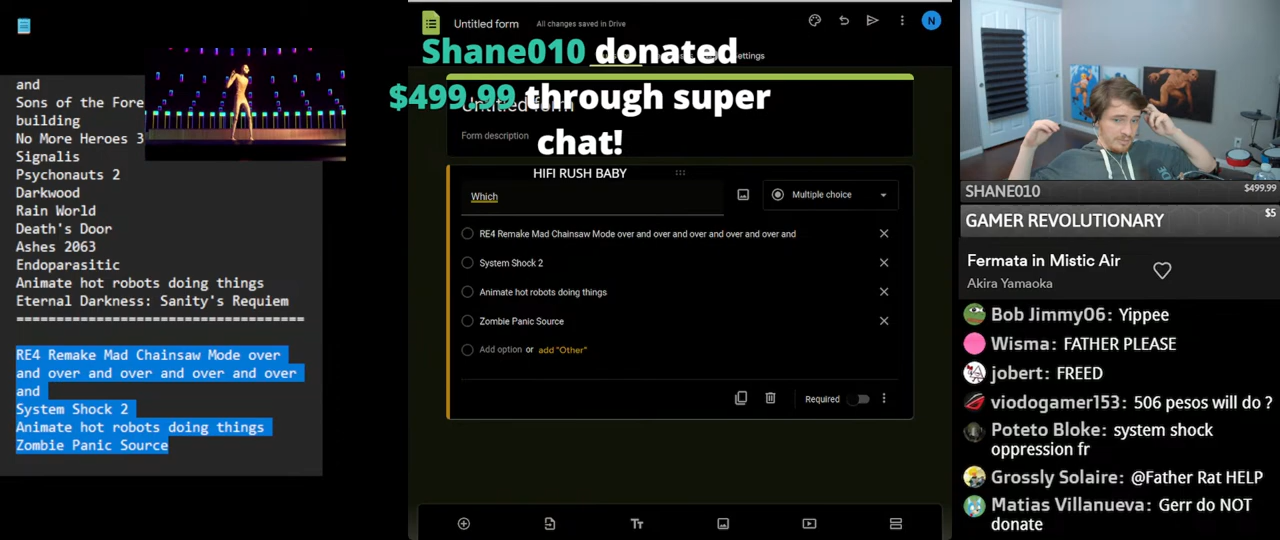 and
Sons of the Fore
building
No More Heroes 3
Signalis
Psychonauts 2
Darkwood
Rain World
Death's Door
Ashes 2063
Endoparasitic
Animate hot robots doing things
Eternal Darkness: Sanity's Requiem
====================================
RE4 Remake Mad Chainsaw Mode over
and over and over and over and over
and
System Shock 2
Animate hot robots doing things
Zombie Panic Source
Untitled form
All changes saved in Drive
N
Shane010 donated
$499.99 through super
chat!
ettings
Untitled form
Form description
HIFI RUSH BABY
Which
Multiple choice
RE4 Remake Mad Chainsaw Mode over and over and over and over and over and
System Shock 2
Animate hot robots doing things
Zombie Panic Source
Add option or add "Other"
Required
Tт
SHANE010
$499.99
GAMER REVOLUTIONARY
$5
Fermata in Mistic Air
Akira Yamaoka
Bob Jimmy06: Yippee
Wisma: FATHER PLEASE
jobert: FREED
viodogamer153: 506 pesos will do ?
Poteto Bloke: system shock
oppression fr
Grossly Solaire: @Father Rat HELP
Matias Villanueva: Gerr do NOT
donate